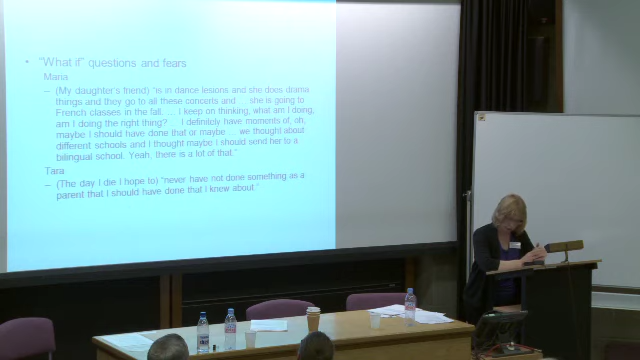 • "What if" questions and fears
Maria
– (My daughter's friend) "is in dance lesions and she does drama
things and they go to all these concerts and … she is going to
French classes in the fall. … I keep on thinking, what am I doing,
am I doing the right thing? … I definitely have moments of, oh,
maybe I should have done that or maybe … we thought about
different schools and I thought maybe I should send her to a
bilingual school. Yeah, there is a lot of that."
Tara
– (The day I die I hope to) "never have not done something as a
parent that I should have done that I knew about."